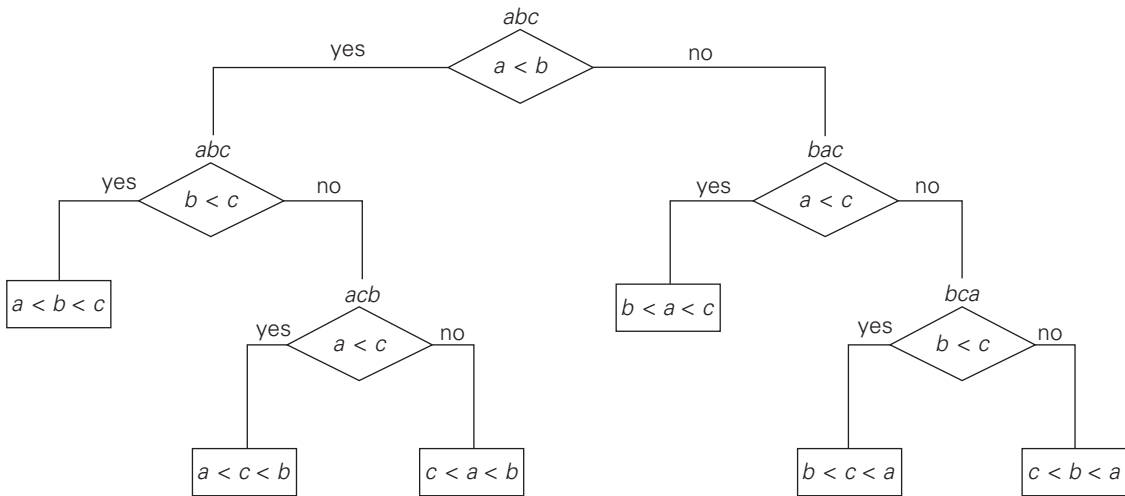 abc
yes
a < b
no
abc
bac
yes
b < c
no
yes
a < c
no
a < b < c
acb
b < a < c
bca
yes
a < c
no
yes
b < c
no
a < c < b
c < a < b
b < c < a
c < b < a